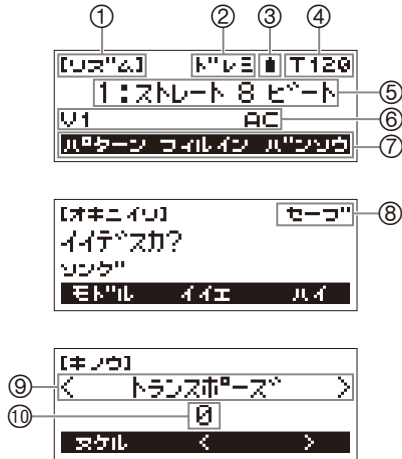 ① ② ③ ④
[リズム] ドレミ T120
1:ストレート 8 ビート ⑤
V1 AC ⑥
パターン フィルイン バンソウ ⑦
[オキニイリ] セーブ ⑧
イイデスカ?
ソング
モドル イイエ ハイ
[キノウ]
⑨ < トランスポーズ >
⑩ 0
スケール < >